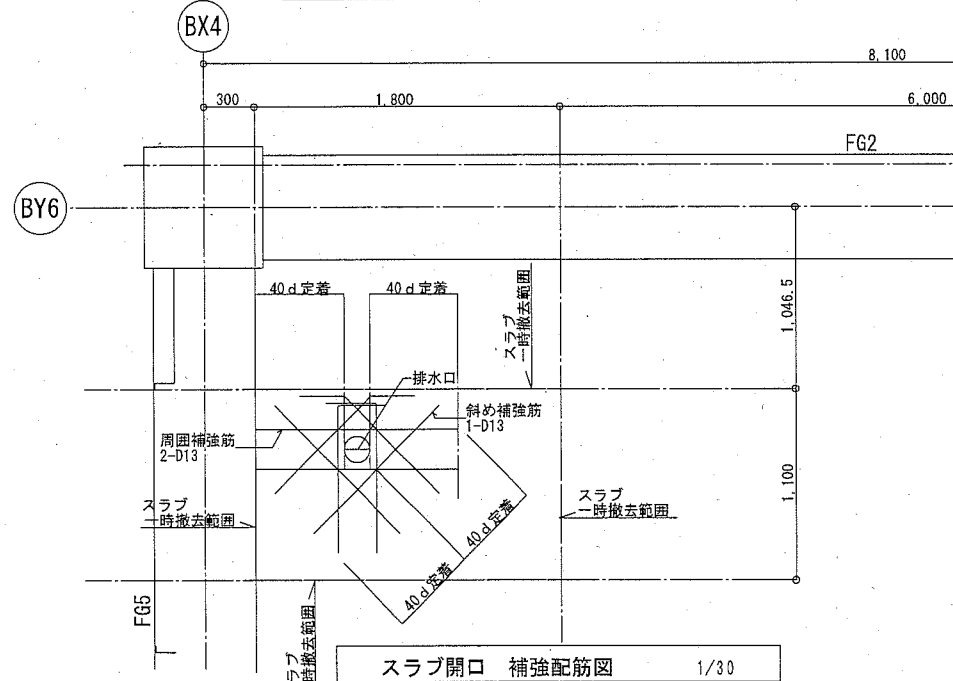 BX4
8,100
300
1,800
6,000
FG2
BY6
40d定着
40d定着
スラブ
一時撤去範囲
1,046.5
排水口
斜め補強筋
1-D13
周囲補強筋
2-D13
1,100
スラブ
一時撤去範囲
スラブ
一時撤去範囲
40d定着
40d定着
FG5
ラブ
時撤去範囲
スラブ開口 補強配筋図 1/30